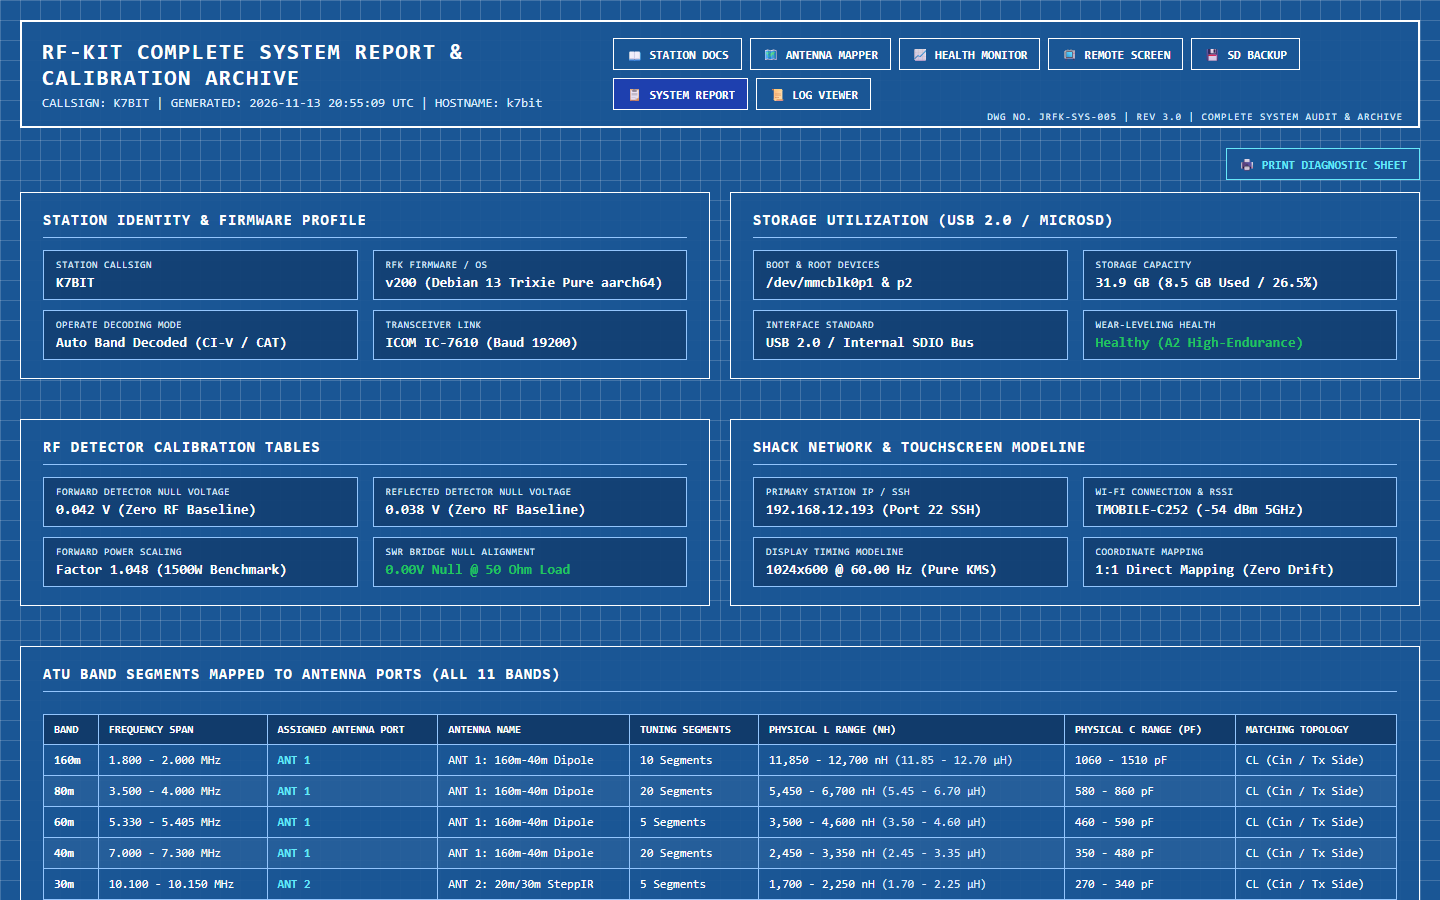 RF-KIT COMPLETE SYSTEM REPORT &
CALIBRATION ARCHIVE
CALLSIGN: K7BIT | GENERATED: 2026-11-13 20:55:09 UTC | HOSTNAME: k7bit
STATION DOCS
ANTENNA MAPPER
HEALTH MONITOR
REMOTE SCREEN
SD BACKUP
SYSTEM REPORT
LOG VIEWER
DWG NO. JRFK-SYS-005 | REV 3.0 | COMPLETE SYSTEM AUDIT & ARCHIVE
PRINT DIAGNOSTIC SHEET
STATION IDENTITY & FIRMWARE PROFILE
STATION CALLSIGN
K7BIT
RFK FIRMWARE / OS
v200 (Debian 13 Trixie Pure aarch64)
OPERATE DECODING MODE
Auto Band Decoded (CI-V / CAT)
TRANSCEIVER LINK
ICOM IC-7610 (Baud 19200)
STORAGE UTILIZATION (USB 2.0 / MICROSD)
BOOT & ROOT DEVICES
/dev/mmcblk0p1 & p2
STORAGE CAPACITY
31.9 GB (8.5 GB Used / 26.5%)
INTERFACE STANDARD
USB 2.0 / Internal SDIO Bus
WEAR-LEVELING HEALTH
Healthy (A2 High-Endurance)
RF DETECTOR CALIBRATION TABLES
FORWARD DETECTOR NULL VOLTAGE
0.042 V (Zero RF Baseline)
REFLECTED DETECTOR NULL VOLTAGE
0.038 V (Zero RF Baseline)
FORWARD POWER SCALING
Factor 1.048 (1500W Benchmark)
SWR BRIDGE NULL ALIGNMENT
0.00V Null @ 50 Ohm Load
SHACK NETWORK & TOUCHSCREEN MODELINE
PRIMARY STATION IP / SSH
192.168.12.193 (Port 22 SSH)
WI-FI CONNECTION & RSSI
TMOBILE-C252 (-54 dBm 5GHz)
DISPLAY TIMING MODELINE
1024x600 @ 60.00 Hz (Pure KMS)
COORDINATE MAPPING
1:1 Direct Mapping (Zero Drift)
ATU BAND SEGMENTS MAPPED TO ANTENNA PORTS (ALL 11 BANDS)
BAND FREQUENCY SPAN ASSIGNED ANTENNA PORT ANTENNA NAME TUNING SEGMENTS PHYSICAL L RANGE (NH) PHYSICAL C RANGE (PF) MATCHING TOPOLOGY
160m 1.800 - 2.000 MHz ANT 1 ANT 1: 160m-40m Dipole 10 Segments 11,850 - 12,700 nH (11.85 - 12.70 µH) 1060 - 1510 pF CL (Cin / Tx Side)
80m 3.500 - 4.000 MHz ANT 1 ANT 1: 160m-40m Dipole 20 Segments 5,450 - 6,700 nH (5.45 - 6.70 µH) 580 - 860 pF CL (Cin / Tx Side)
60m 5.330 - 5.405 MHz ANT 1 ANT 1: 160m-40m Dipole 5 Segments 3,500 - 4,600 nH (3.50 - 4.60 µH) 460 - 590 pF CL (Cin / Tx Side)
40m 7.000 - 7.300 MHz ANT 1 ANT 1: 160m-40m Dipole 20 Segments 2,450 - 3,350 nH (2.45 - 3.35 µH) 350 - 480 pF CL (Cin / Tx Side)
30m 10.100 - 10.150 MHz ANT 2 ANT 2: 20m/30m SteppIR 5 Segments 1,700 - 2,250 nH (1.70 - 2.25 µH) 270 - 340 pF CL (Cin / Tx Side)